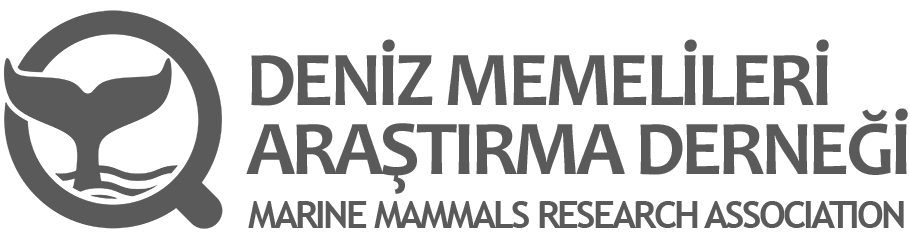 DENİZ MEMELİLERİ
ARAŞTIRMA DERNEĞİ
MARINE MAMMALS RESEARCH ASSOCIATION